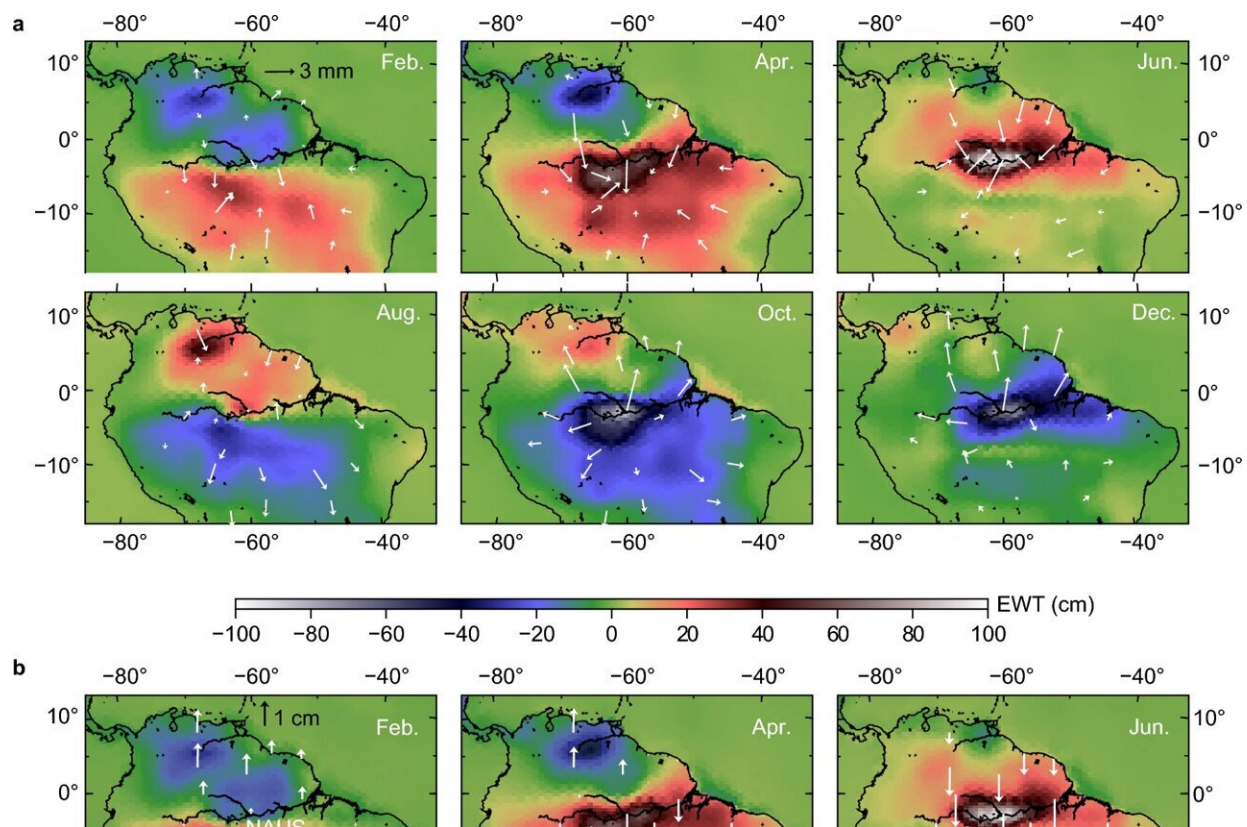 a
−80° −60° −40° −80° −60° −40° −80° −60° −40°
10° 3 mm Feb. Apr. Jun. 10°
0° 0°
−10° −10°
Aug. Oct. Dec.
10° 10°
0° 0°
−10° −10°
−80° −60° −40° −80° −60° −40° −80° −60° −40°
EWT (cm)
−100 −80 −60 −40 −20 0 20 40 60 80 100
b
−80° −60° −40° −80° −60° −40° −80° −60° −40°
10° 1 cm Feb. Apr. Jun. 10°
0° 0°
NAUS